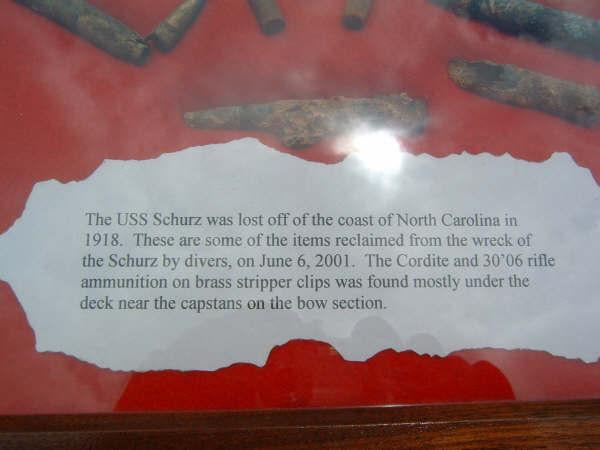 The USS Schurz was lost off of the coast of North Carolina in
1918.  These are some of the items reclaimed from the wreck of
the Schurz by divers, on June 6, 2001.  The Cordite and 30’06 rifle
ammunition on brass stripper clips was found mostly under the
deck near the capstans on the bow section.